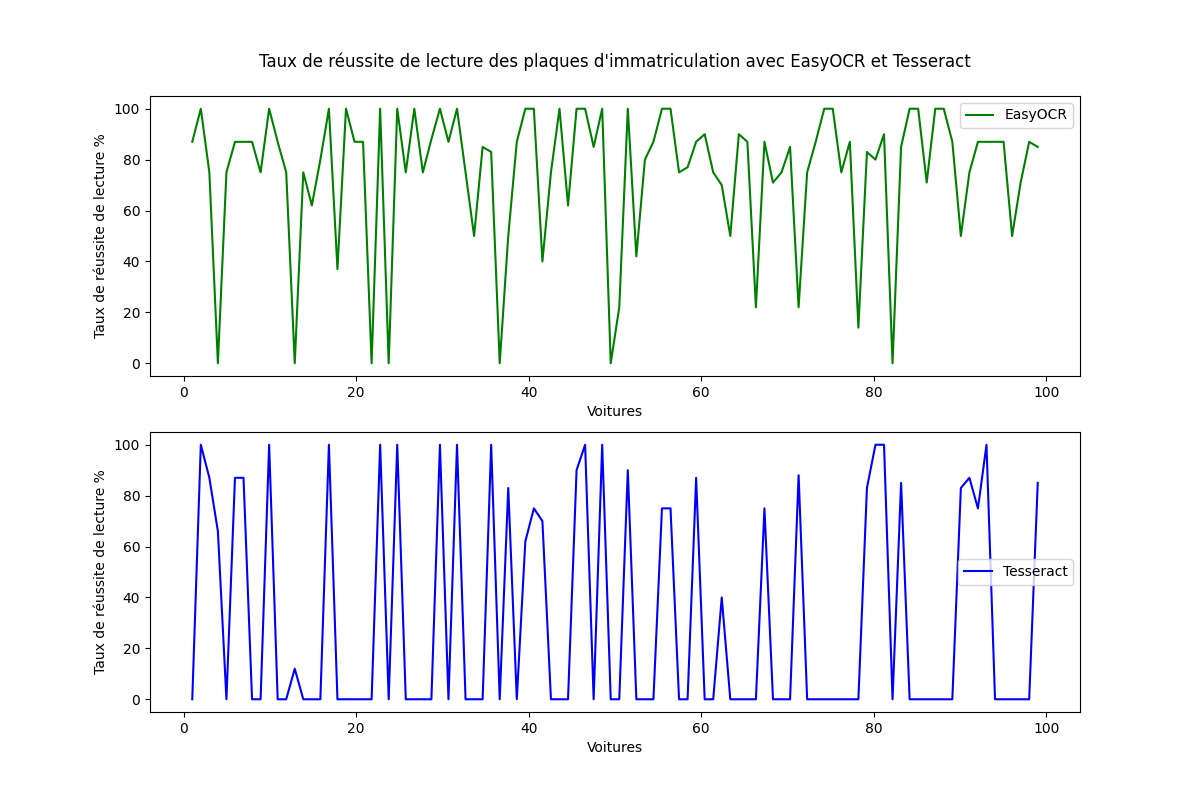 Taux de réussite de lecture des plaques d'immatriculation avec EasyOCR et Tesseract
EasyOCR
Taux de réussite de lecture %
100
80
60
40
20
0
0 20 40 60 80 100
Voitures
Tesseract
Taux de réussite de lecture %
100
80
60
40
20
0
0 20 40 60 80 100
Voitures